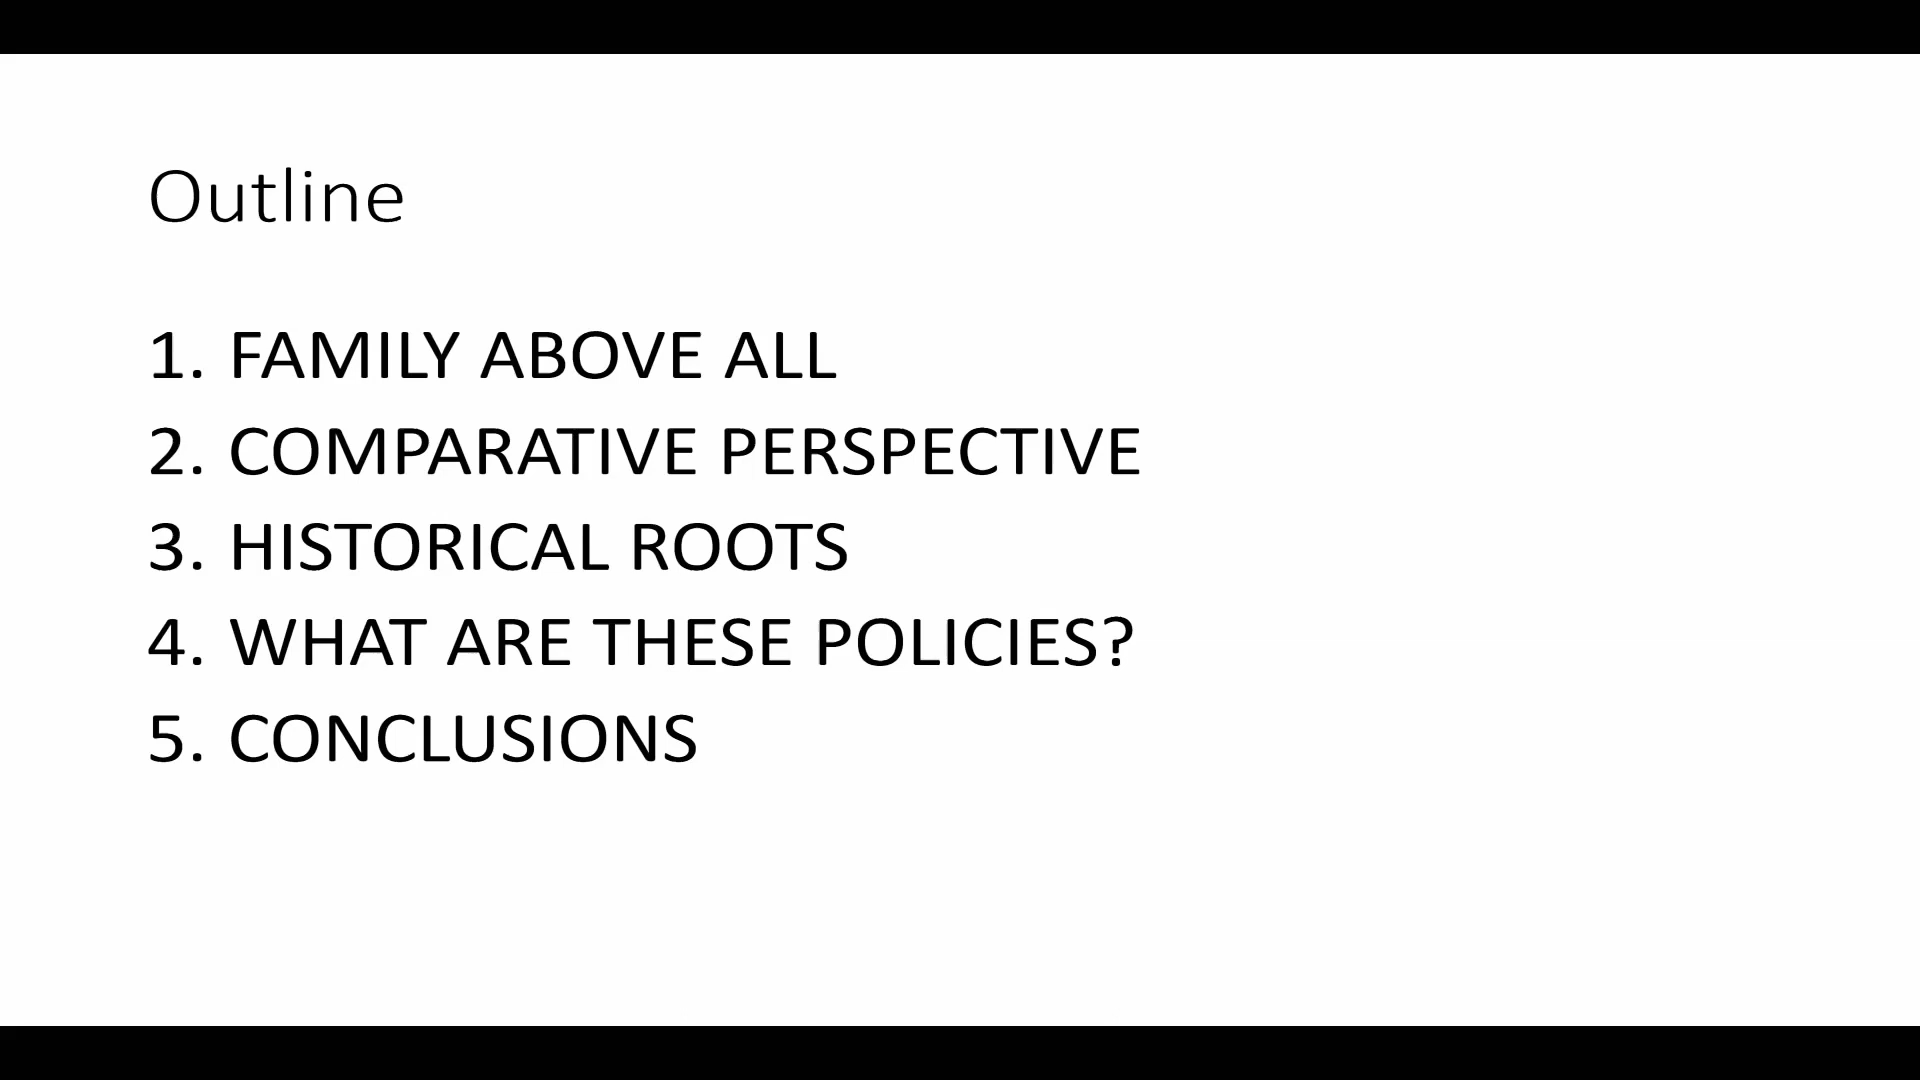 Outline
1. FAMILY ABOVE ALL
2. COMPARATIVE PERSPECTIVE
3. HISTORICAL ROOTS
4. WHAT ARE THESE POLICIES?
5. CONCLUSIONS